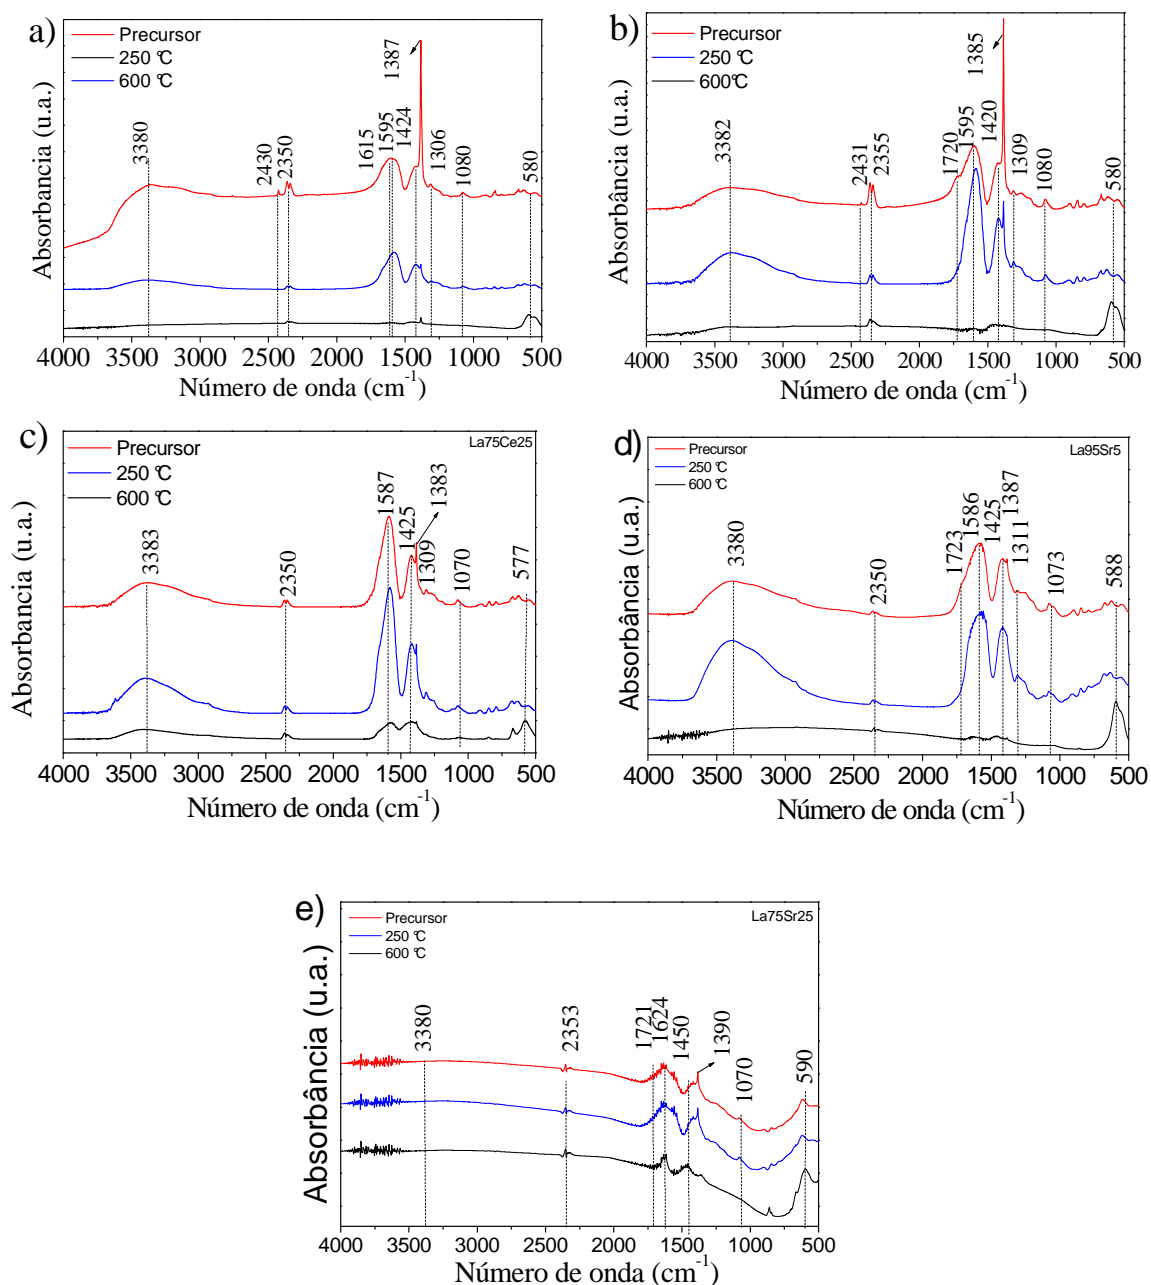 a)
Precursor
250 °C
600 °C
3380
2430
2350
1615
1595
1424
1387
1306
1080
580
Absorbancia (u.a.)
4000 3500 3000 2500 2000 1500 1000 500
Número de onda (cm⁻¹)
b)
Precursor
250 °C
600°C
3382
2431
2355
1720
1595
1420
1385
1309
1080
580
Absorbância (u.a.)
4000 3500 3000 2500 2000 1500 1000 500
Número de onda (cm⁻¹)
c)
Precursor
250 °C
600 °C
La75Ce25
3383
2350
1587
1425
1383
1309
1070
577
Absorbancia (u.a.)
4000 3500 3000 2500 2000 1500 1000 500
Número de onda (cm⁻¹)
d)
Precursor
250 °C
600 °C
La95Sr5
3380
2350
1723
1586
1425
1387
1311
1073
588
Absorbância (u.a.)
4000 3500 3000 2500 2000 1500 1000 500
Número de onda (cm⁻¹)
e)
Precursor
250 °C
600 °C
La75Sr25
3380
2353
1721
1624
1450
1390
1070
590
Absorbância (u.a.)
4000 3500 3000 2500 2000 1500 1000 500
Número de onda (cm⁻¹)